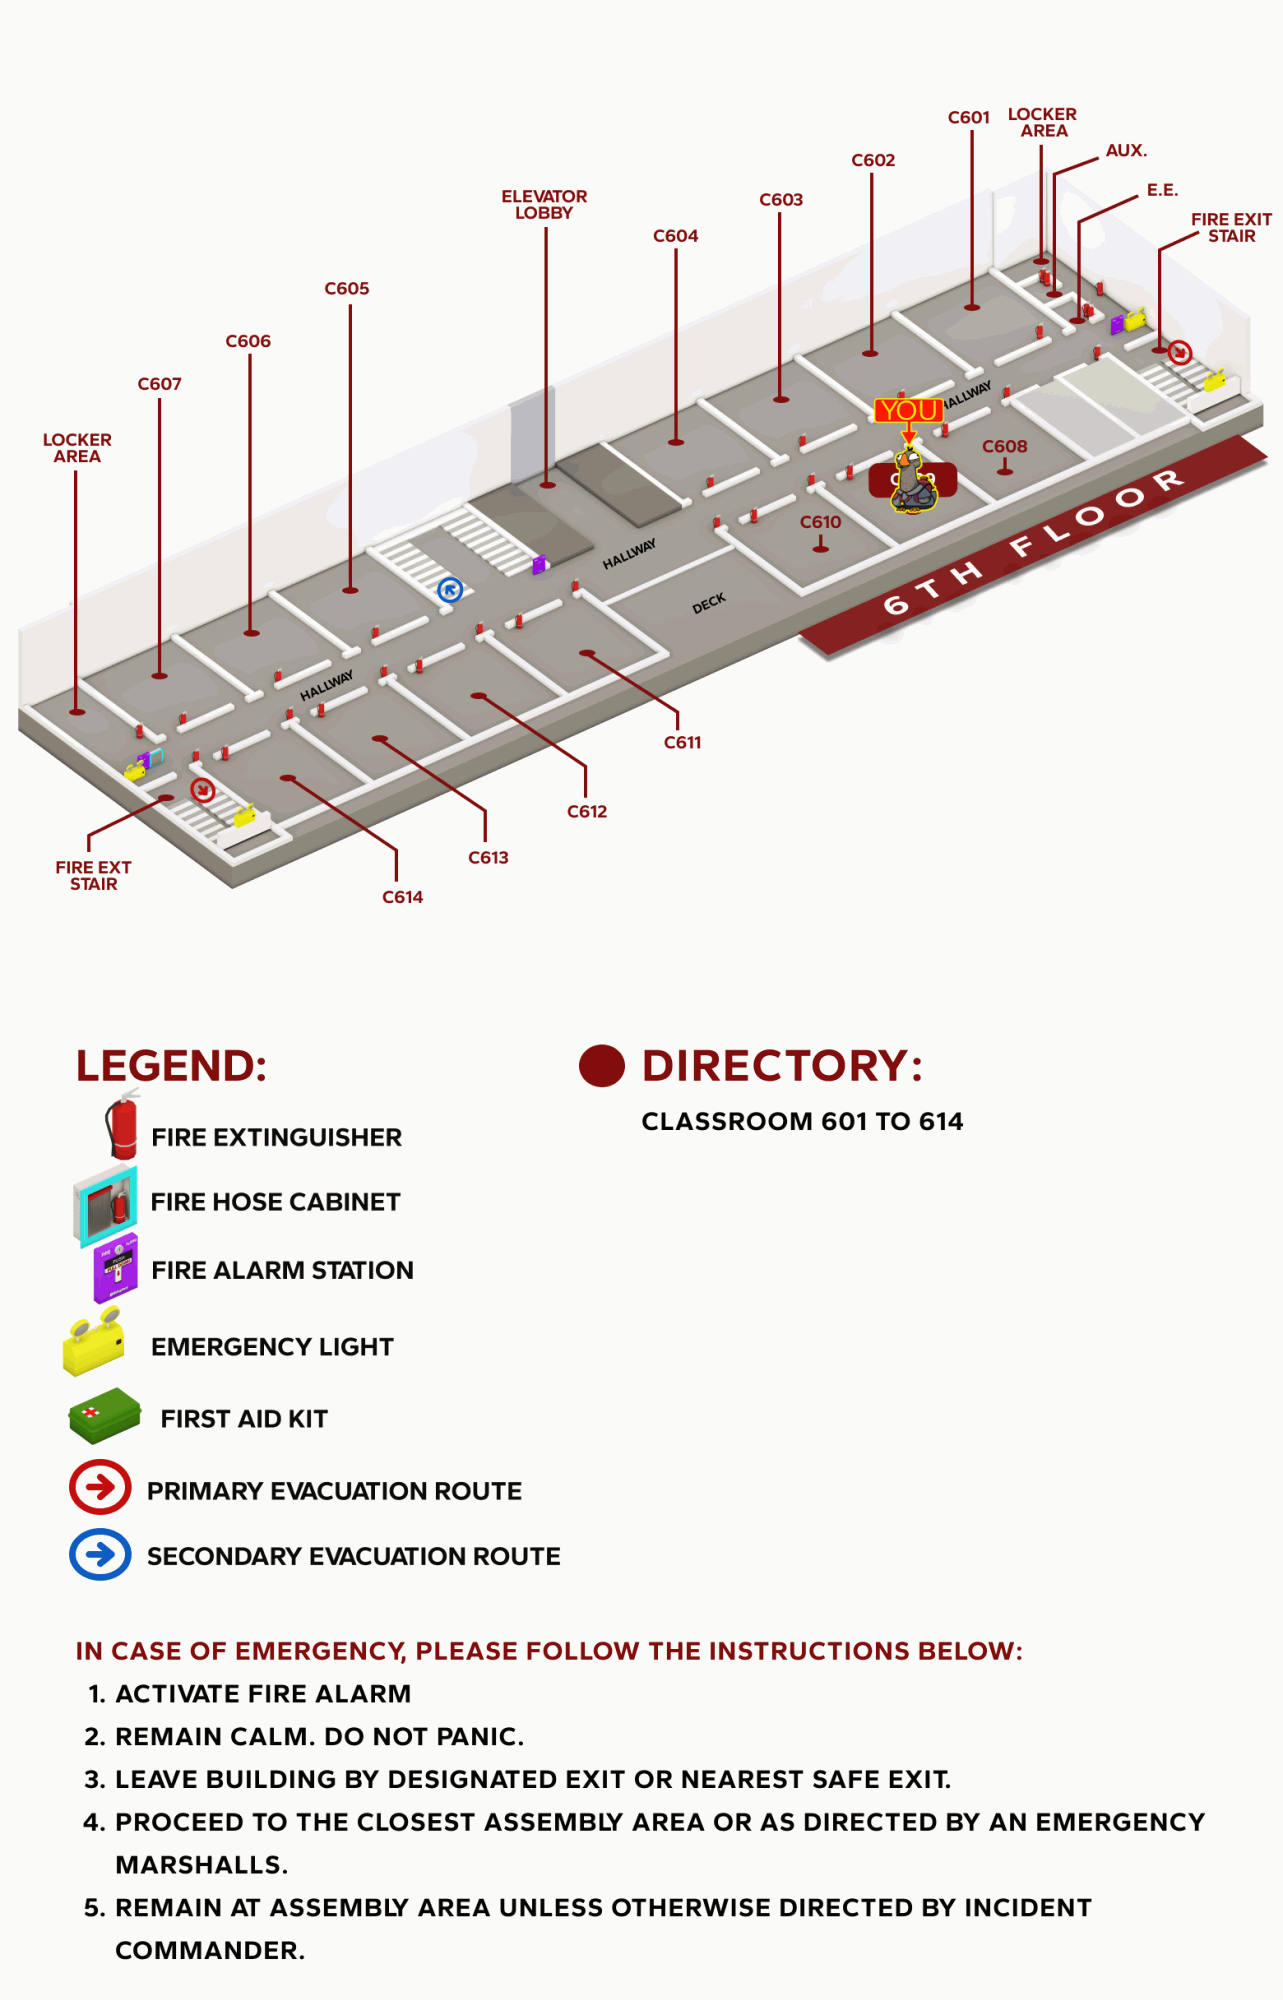 C601
LOCKER
AREA
AUX.
C602
E.E.
ELEVATOR
LOBBY
C603
FIRE EXIT
STAIR
C604
C605
C606
C607
LOCKER
AREA
YOU
HALLWAY
C608
C610
HALLWAY
DECK
6TH FLOOR
HALLWAY
C611
C612
C613
FIRE EXT
STAIR
C614
LEGEND:
FIRE EXTINGUISHER
FIRE HOSE CABINET
FIRE ALARM STATION
EMERGENCY LIGHT
FIRST AID KIT
PRIMARY EVACUATION ROUTE
SECONDARY EVACUATION ROUTE
DIRECTORY:
CLASSROOM 601 TO 614
IN CASE OF EMERGENCY, PLEASE FOLLOW THE INSTRUCTIONS BELOW:
1. ACTIVATE FIRE ALARM
2. REMAIN CALM. DO NOT PANIC.
3. LEAVE BUILDING BY DESIGNATED EXIT OR NEAREST SAFE EXIT.
4. PROCEED TO THE CLOSEST ASSEMBLY AREA OR AS DIRECTED BY AN EMERGENCY
MARSHALLS.
5. REMAIN AT ASSEMBLY AREA UNLESS OTHERWISE DIRECTED BY INCIDENT
COMMANDER.